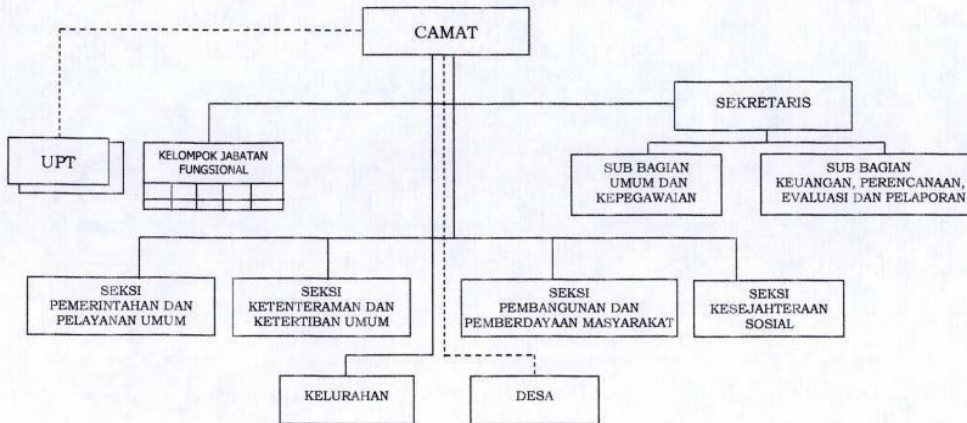 CAMAT
SEKRETARIS
UPT
KELOMPOK JABATAN
FUNGSIONAL
SUB BAGIAN
UMUM DAN
KEPEGAWAIAN
SUB BAGIAN
KEUANGAN, PERENCANAAN,
EVALUASI DAN PELAPORAN
SEKSI
PEMERINTAHAN DAN
PELAYANAN UMUM
SEKSI
KETENTERAMAN DAN
KETERTIBAN UMUM
SEKSI
PEMBANGUNAN DAN
PEMBERDAYAAN MASYARAKAT
SEKSI
KESEJAHTERAAN
SOSIAL
KELURAHAN
DESA